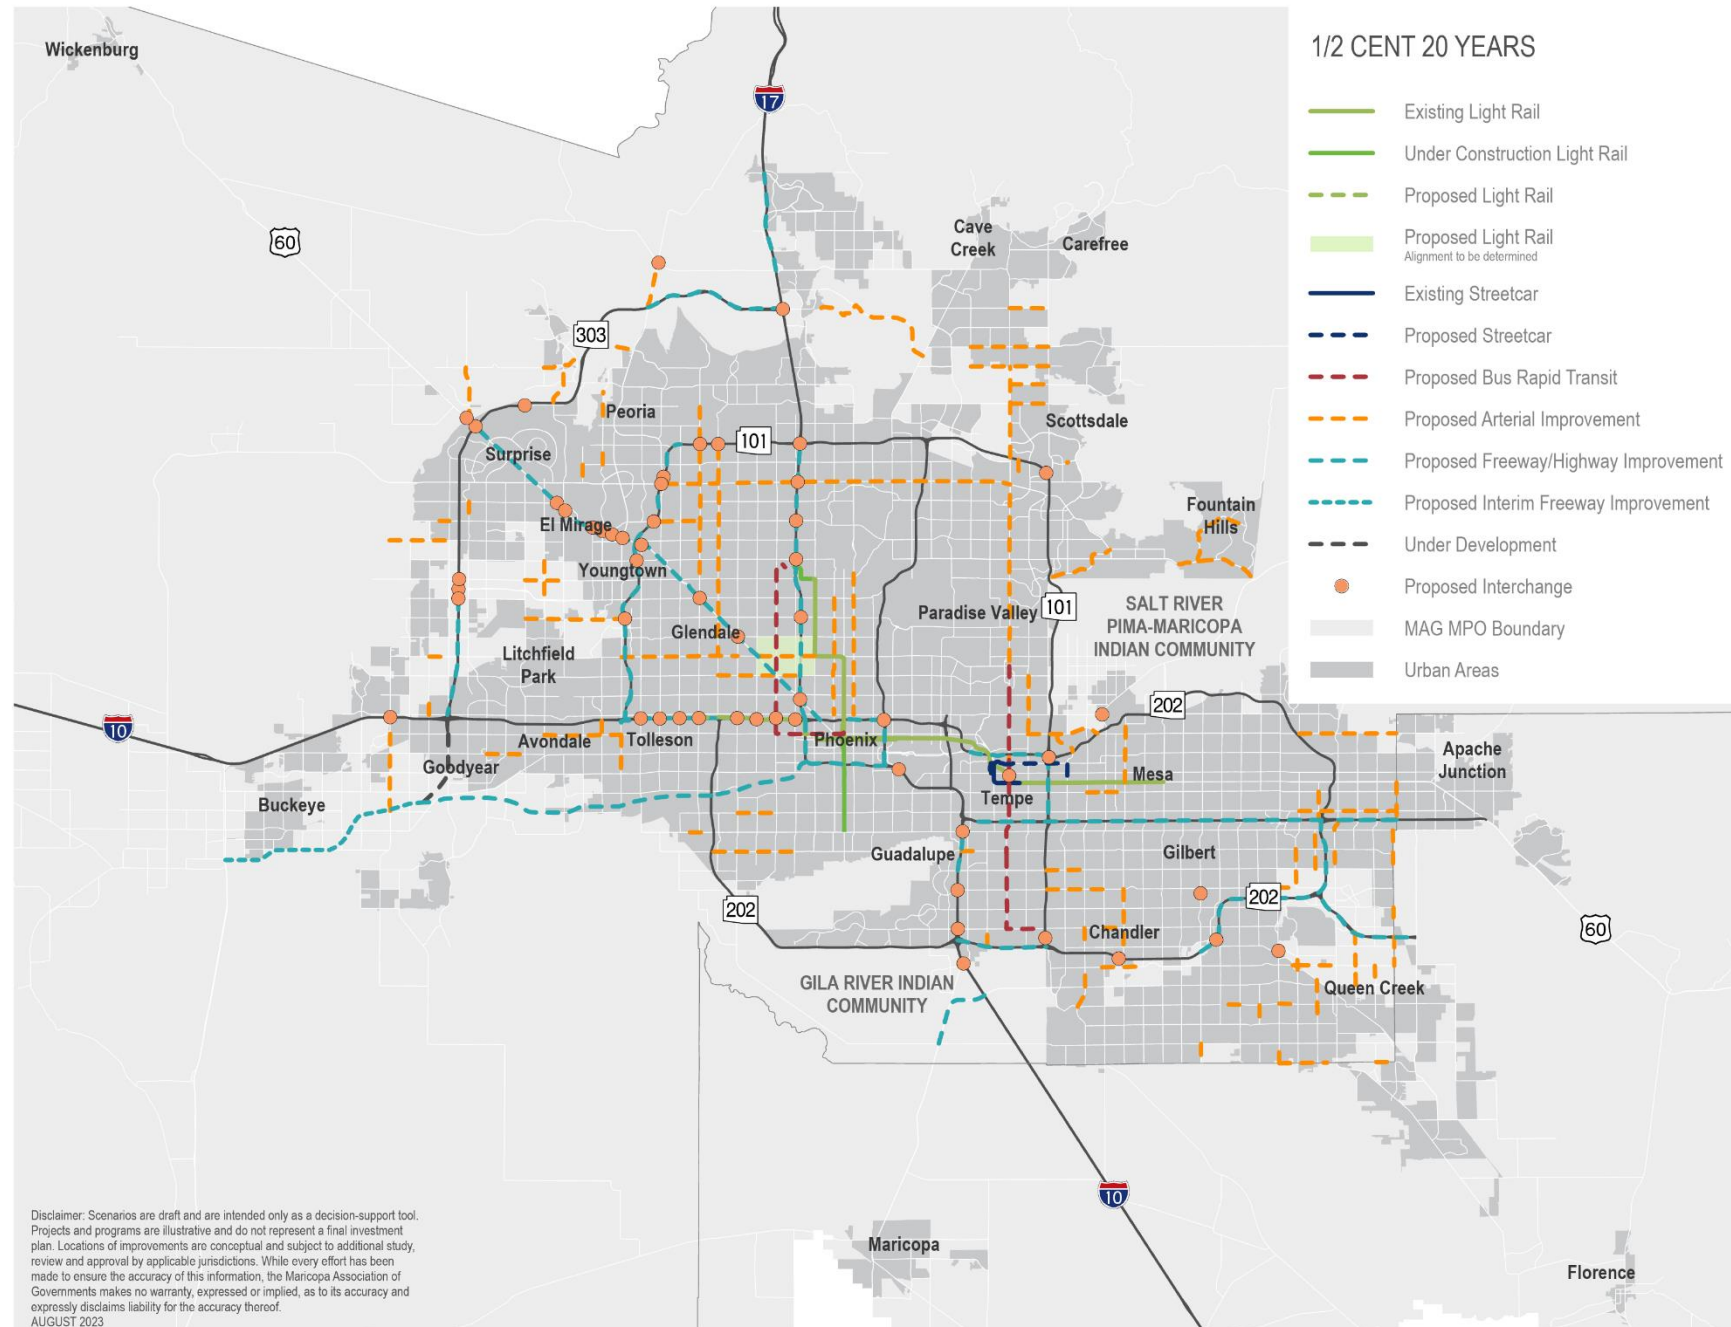 Wickenburg
17
60
Cave
Creek
Carefree
303
Peoria
101
Scottsdale
Surprise
El Mirage
Fountain
Hills
Youngtown
Paradise Valley
101
SALT RIVER
PIMA-MARICOPA
INDIAN COMMUNITY
Glendale
Litchfield
Park
10
202
Avondale
Tolleson
Phoenix
Goodyear
Buckeye
Mesa
Apache
Junction
Tempe
Guadalupe
Gilbert
202
202
Chandler
60
GILA RIVER INDIAN
COMMUNITY
Queen Creek
10
Maricopa
Florence
1/2 CENT 20 YEARS
Existing Light Rail
Under Construction Light Rail
Proposed Light Rail
Proposed Light Rail
Alignment to be determined
Existing Streetcar
Proposed Streetcar
Proposed Bus Rapid Transit
Proposed Arterial Improvement
Proposed Freeway/Highway Improvement
Proposed Interim Freeway Improvement
Under Development
Proposed Interchange
MAG MPO Boundary
Urban Areas
Disclaimer: Scenarios are draft and are intended only as a decision-support tool.
Projects and programs are illustrative and do not represent a final investment
plan. Locations of improvements are conceptual and subject to additional study,
review and approval by applicable jurisdictions. While every effort has been
made to ensure the accuracy of this information, the Maricopa Association of
Governments makes no warranty, expressed or implied, as to its accuracy and
expressly disclaims liability for the accuracy thereof.
AUGUST 2023